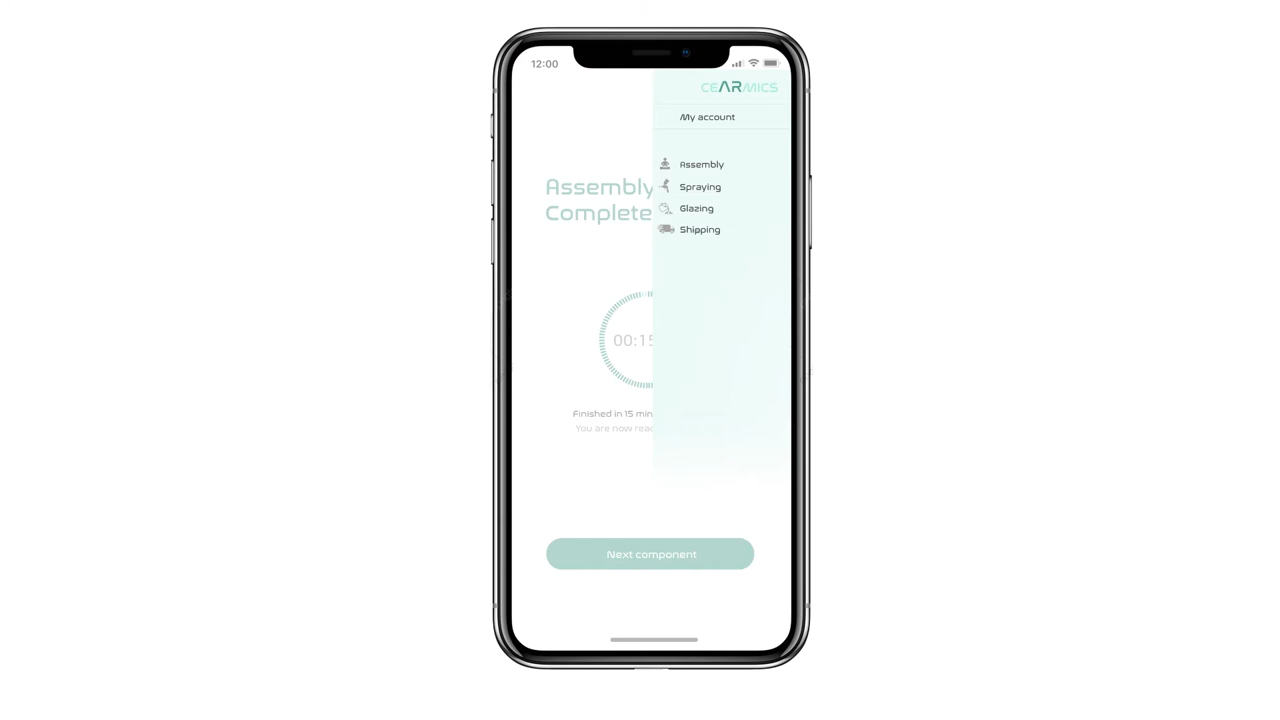 12:00
CEARMICS
My account
Assembly
Spraying
Glazing
Shipping
Assembly
Complete
00:15
Finished in 15 min
You are now
Next component